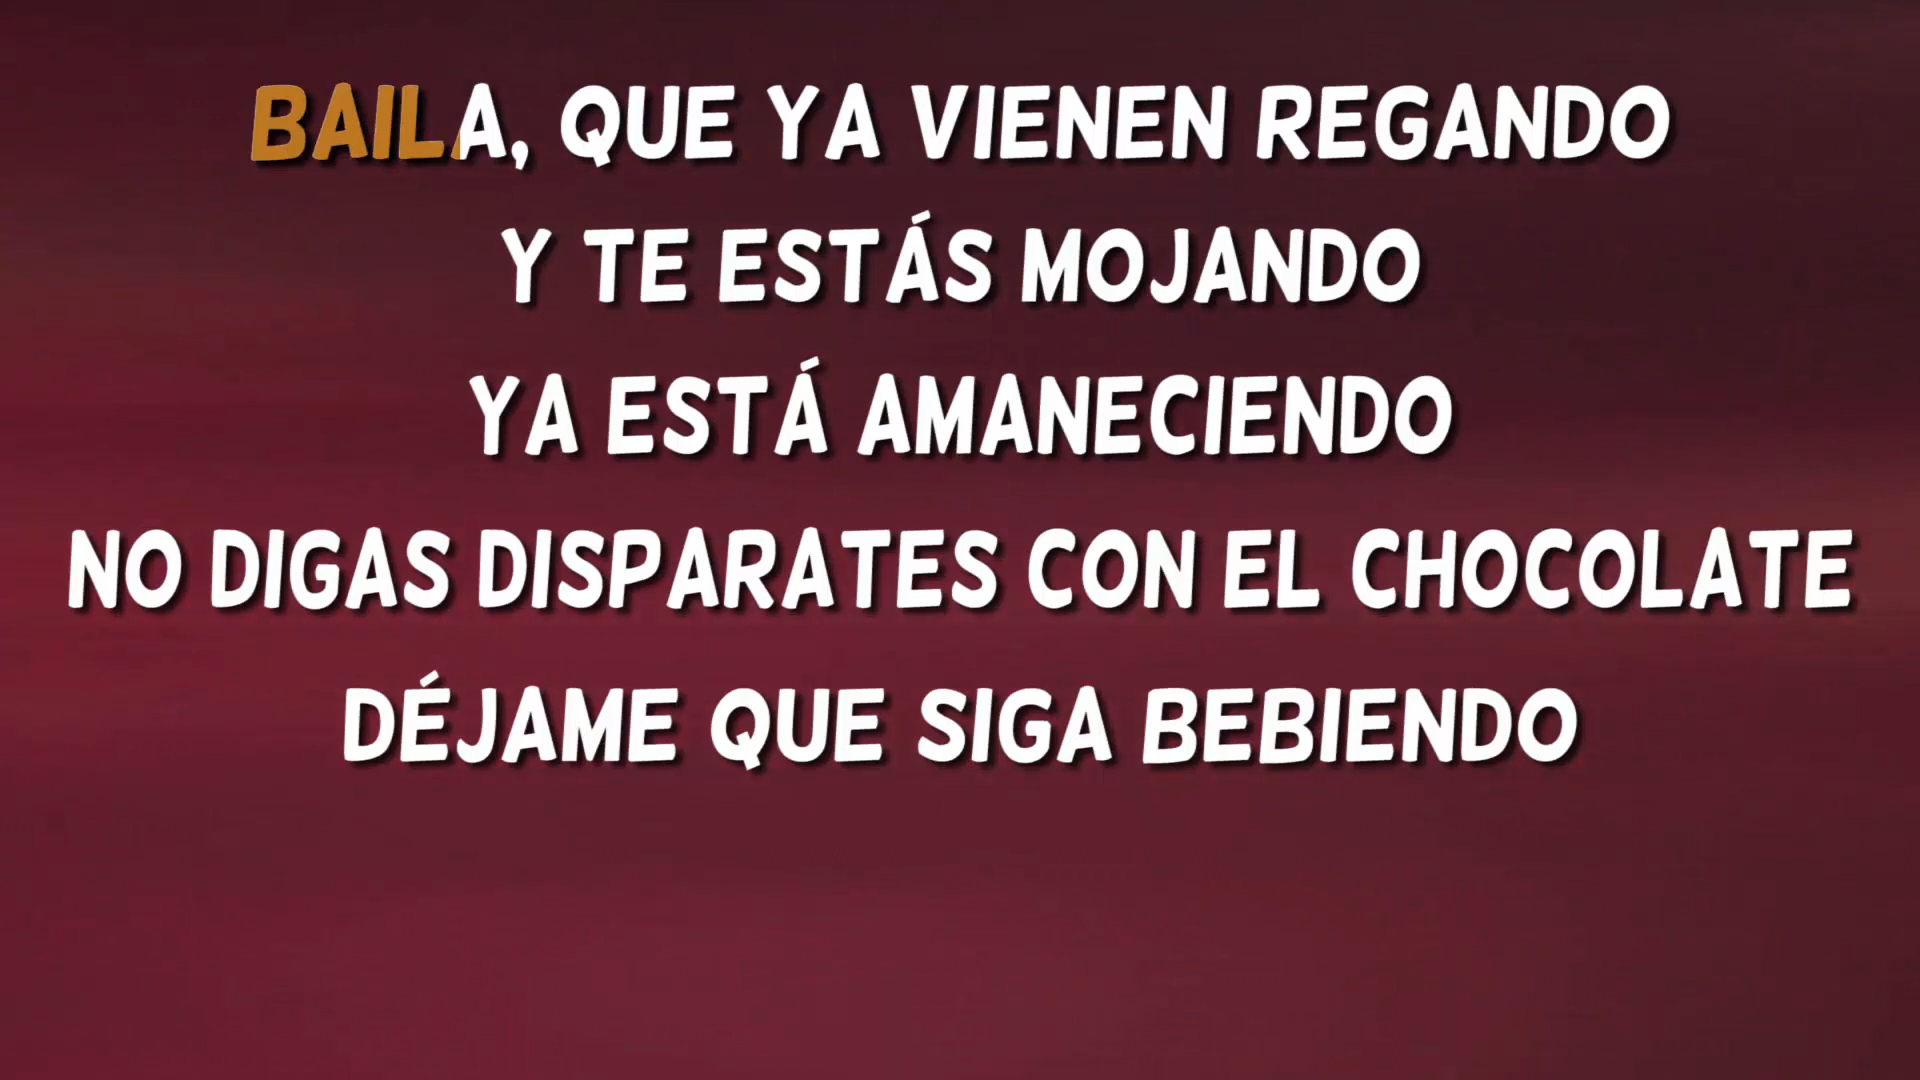 BAILA, QUE YA VIENEN REGANDO
Y TE ESTÁS MOJANDO
YA ESTÁ AMANECIENDO
NO DIGAS DISPARATES CON EL CHOCOLATE
DÉJAME QUE SIGA BEBIENDO